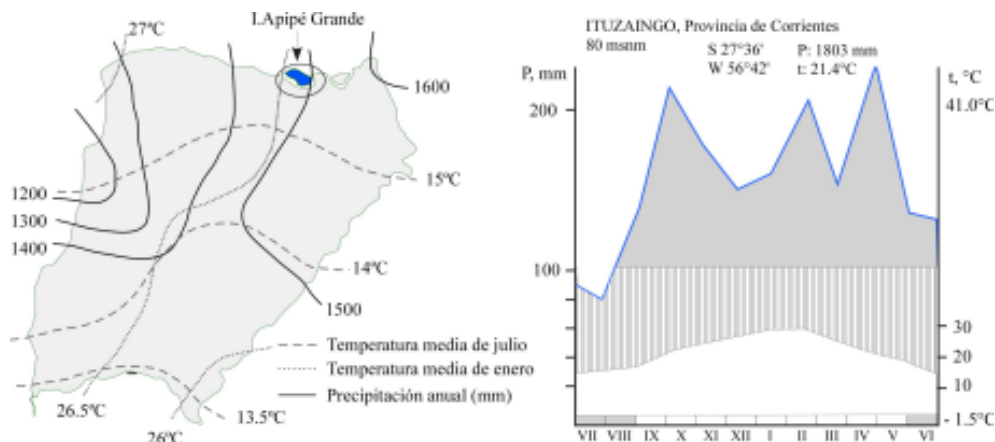 I.Apipé Grande
27ºC
1600
1200
1300
1400
15ºC
14ºC
1500
Temperatura media de julio
Temperatura media de enero
Precipitación anual (mm)
26.5ºC
26ºC
13.5ºC
ITUZAINGO, Provincia de Corrientes
80 msnm
S 27°36' P: 1803 mm
W 56°42' t: 21.4ºC
P, mm
t, °C
41.0°C
200
100
30
20
10
- 1.5°C
VII VIII IX X XI XII I II III IV V VI